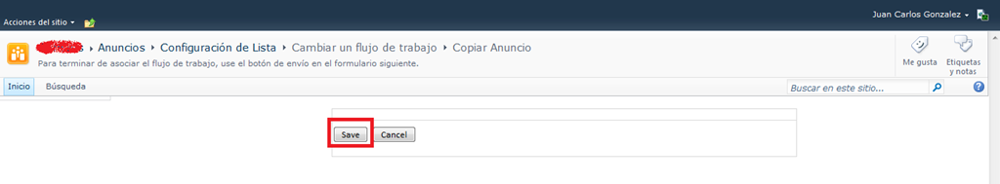 Juan Carlos Gonzalez
Acciones del sitio
Anuncios Configuración de Lista Cambiar un flujo de trabajo Copiar Anuncio
Para terminar de asociar el flujo de trabajo, use el botón de envío en el formulario siguiente.
Me gusta
Etiquetas
y notas
Inicio Búsqueda
Buscar en este sitio...
Save Cancel